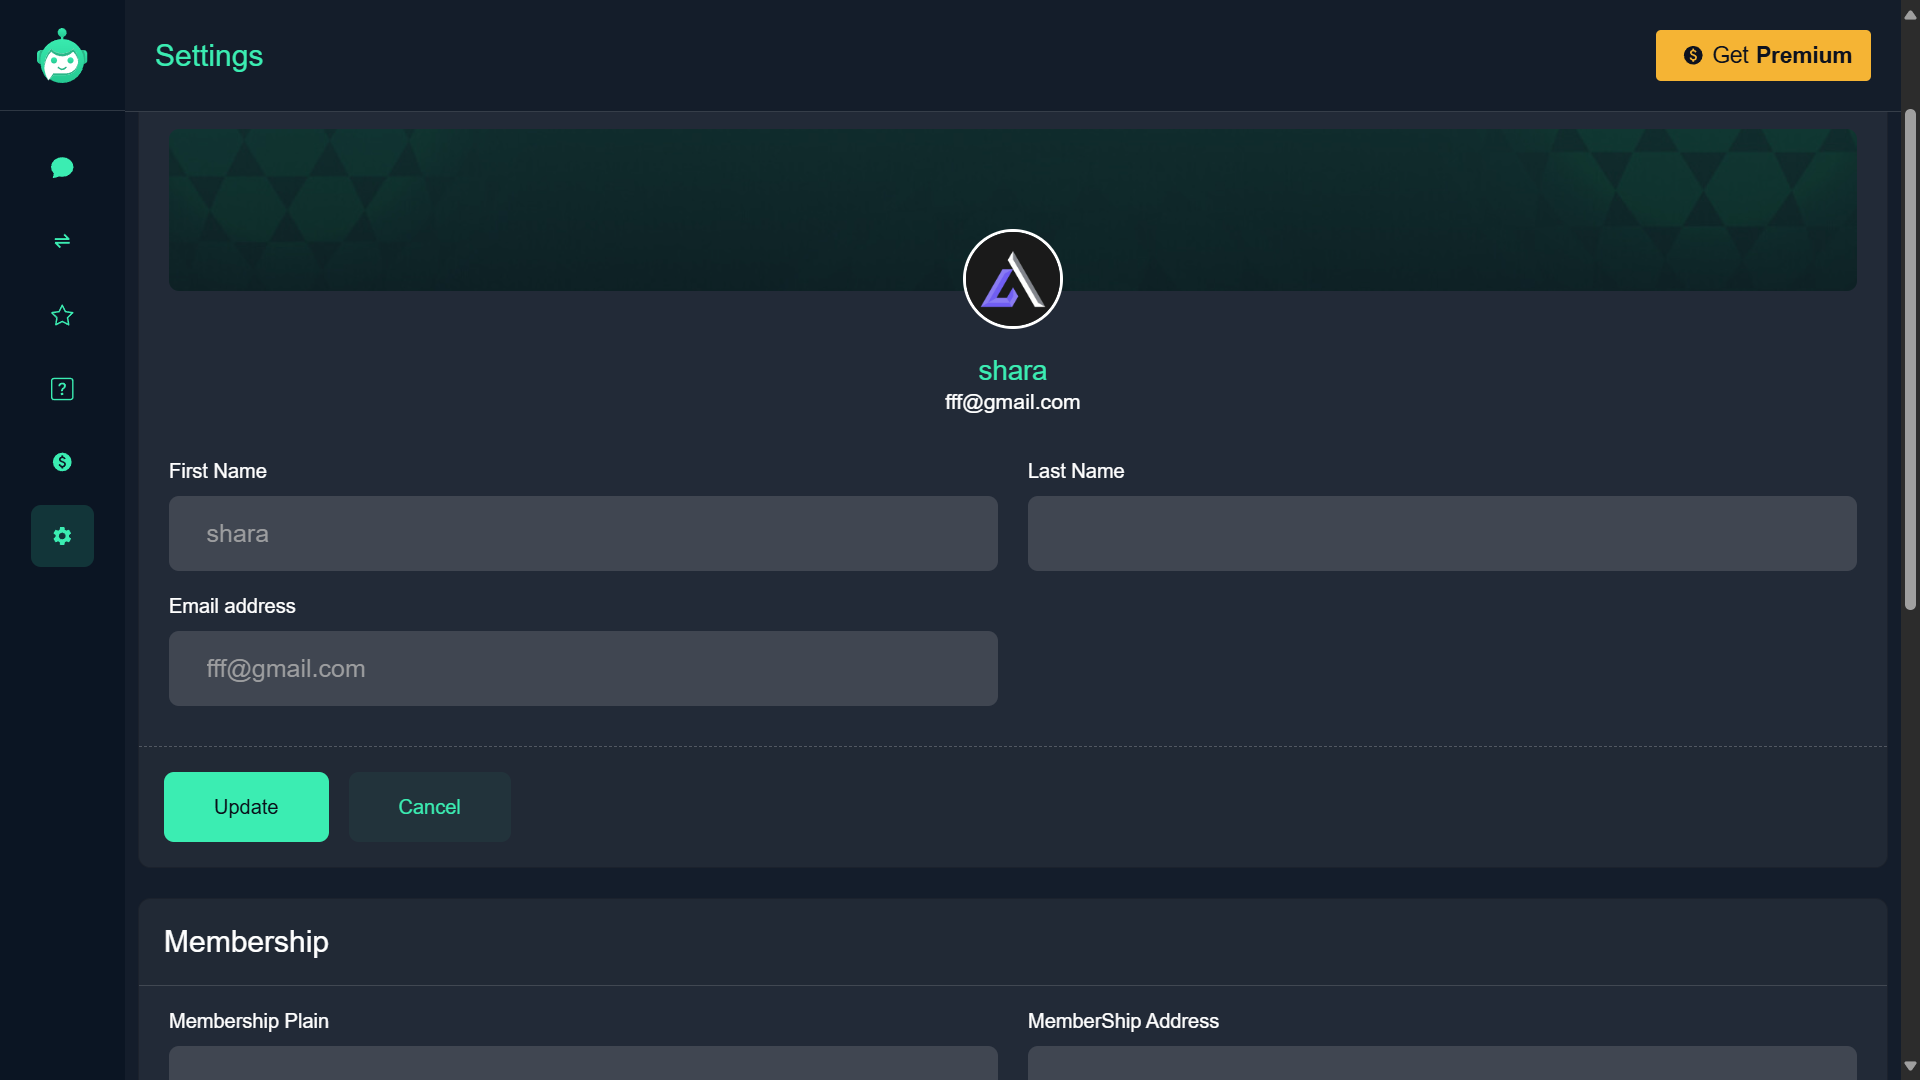 Settings
Get Premium
shara
fff@gmail.com
First Name
Last Name
shara
Email address
fff@gmail.com
Update
Cancel
Membership
Membership Plain
MemberShip Address